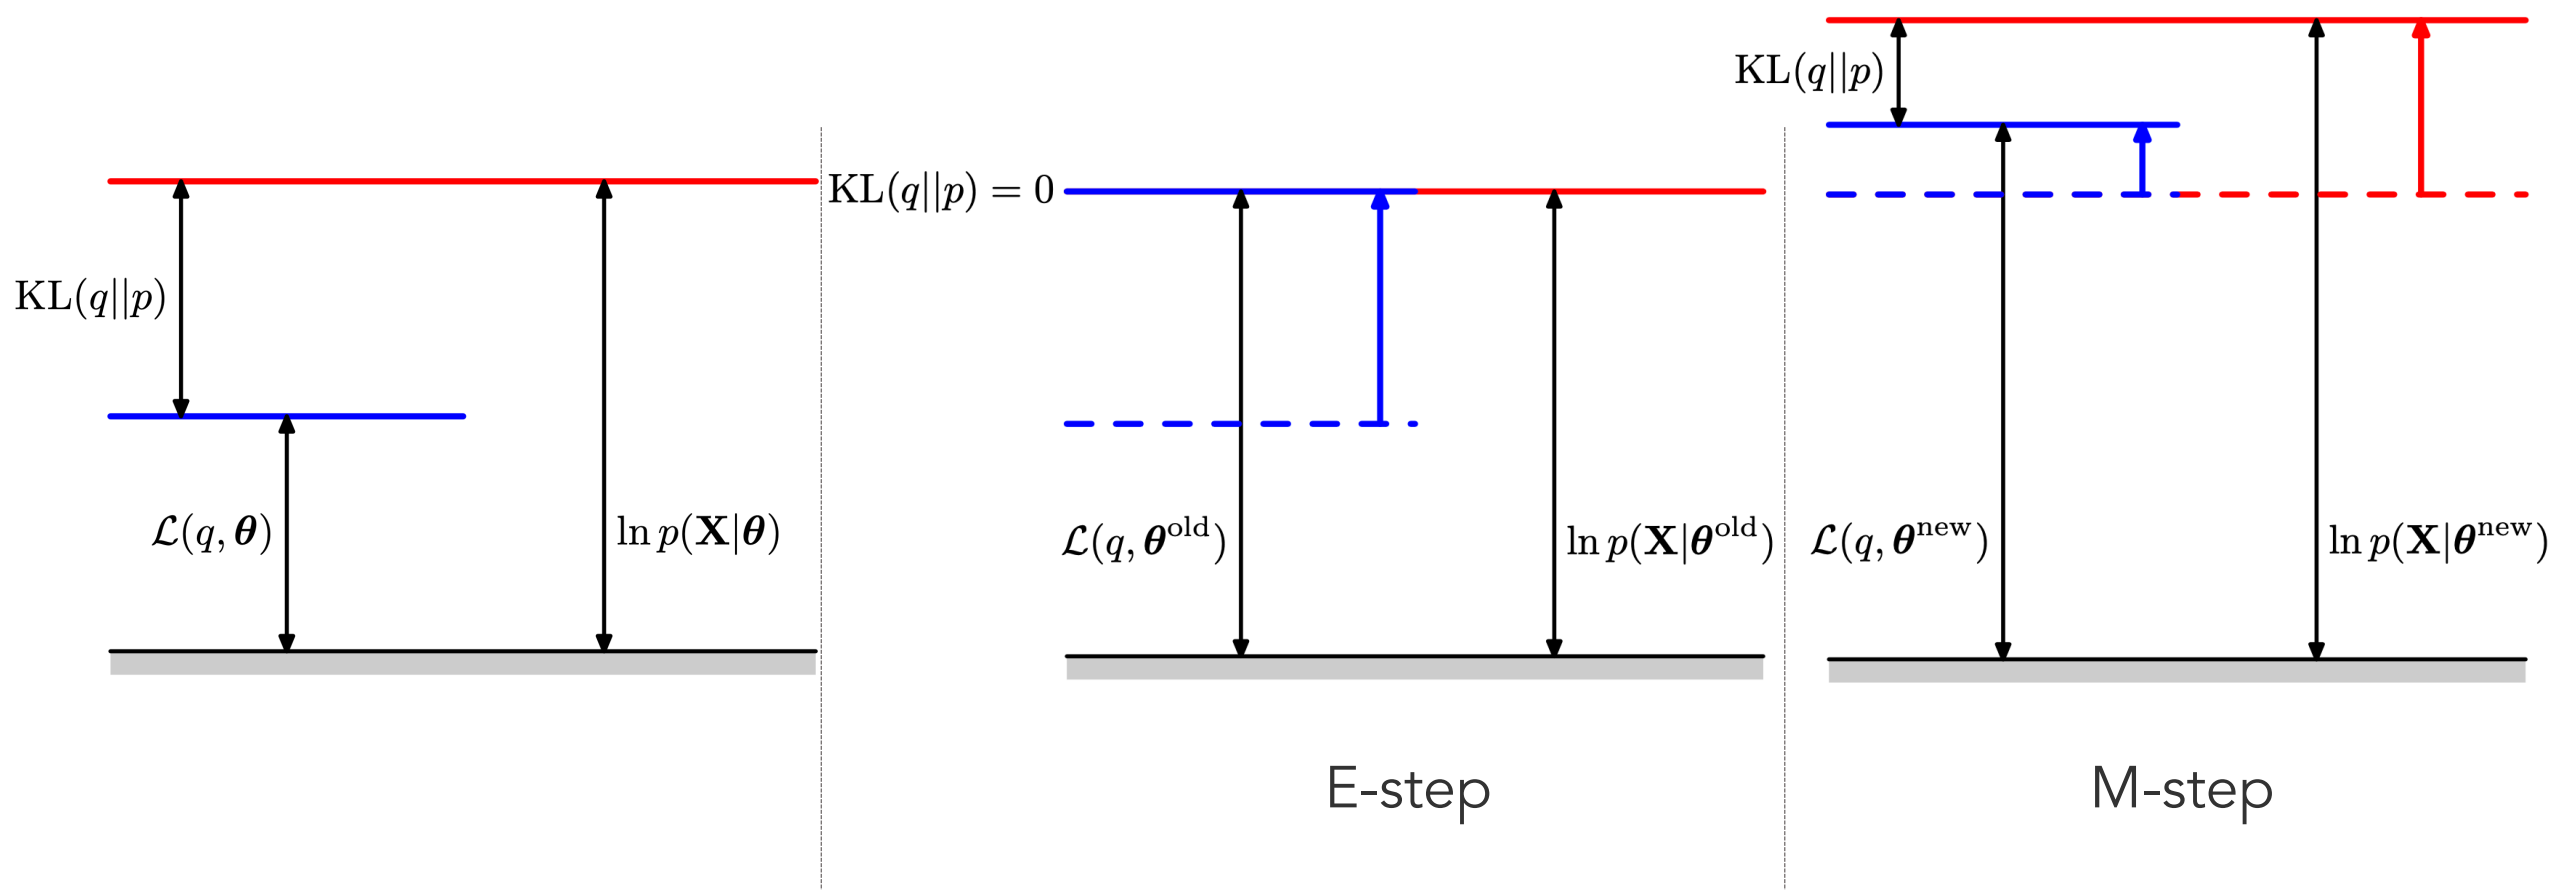 KL(q||p)
ℒ(q, θ)
ln p(X|θ)
KL(q||p) = 0
ℒ(q, θ^old)
ln p(X|θ^old)
E-step
KL(q||p)
ℒ(q, θ^new)
ln p(X|θ^new)
M-step